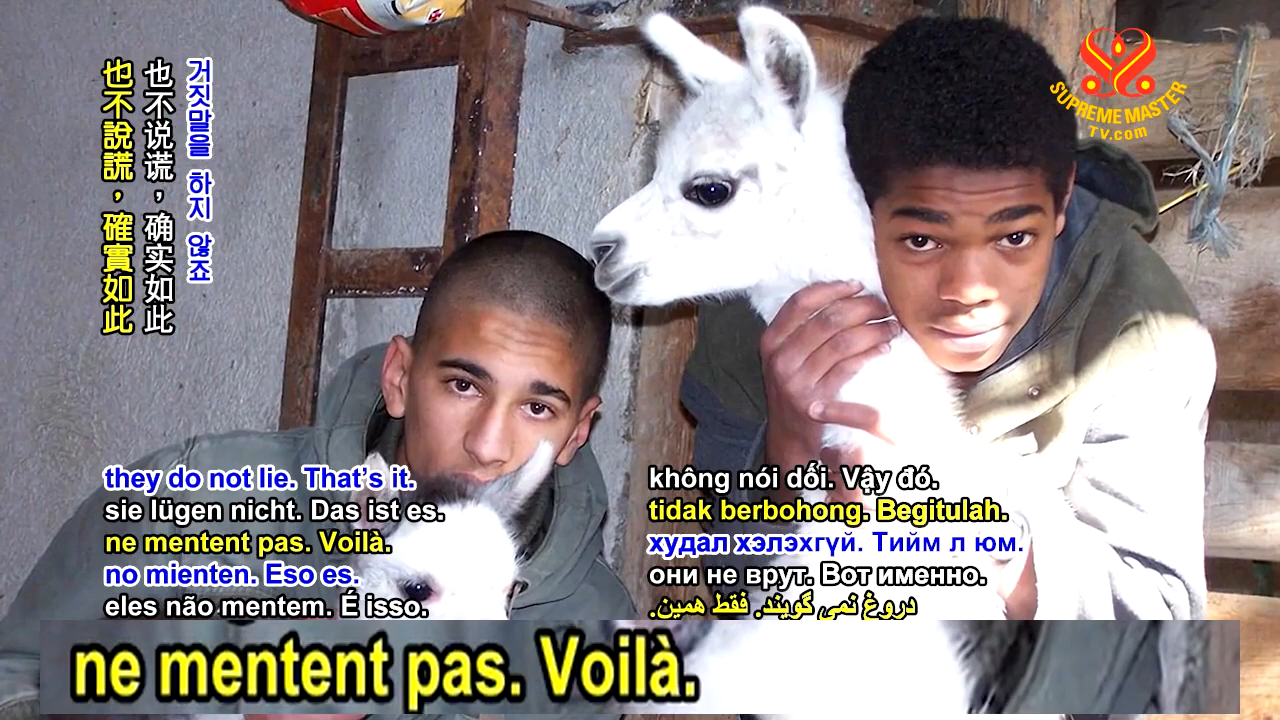 거짓말을 하지 않죠
也不说谎，确实如此
也不說謊，確實如此
SUPREME MASTER
TV.com
they do not lie. That’s it.
sie lügen nicht. Das ist es.
ne mentent pas. Voilà.
no mienten. Eso es.
eles não mentem. É isso.
không nói dối. Vậy đó.
tidak berbohong. Begitulah.
худал хэлэхгүй. Тийм л юм.
они не врут. Вот именно.
دروغ نمی گویند. فقط همین.
ne mentent pas. Voilà.